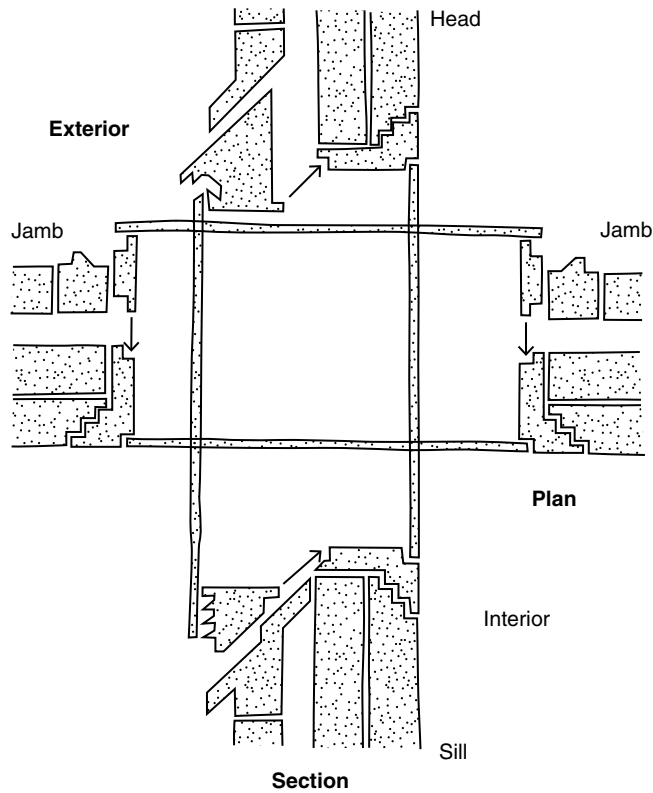 Head
Exterior
Jamb
Jamb
Plan
Interior
Sill
Section